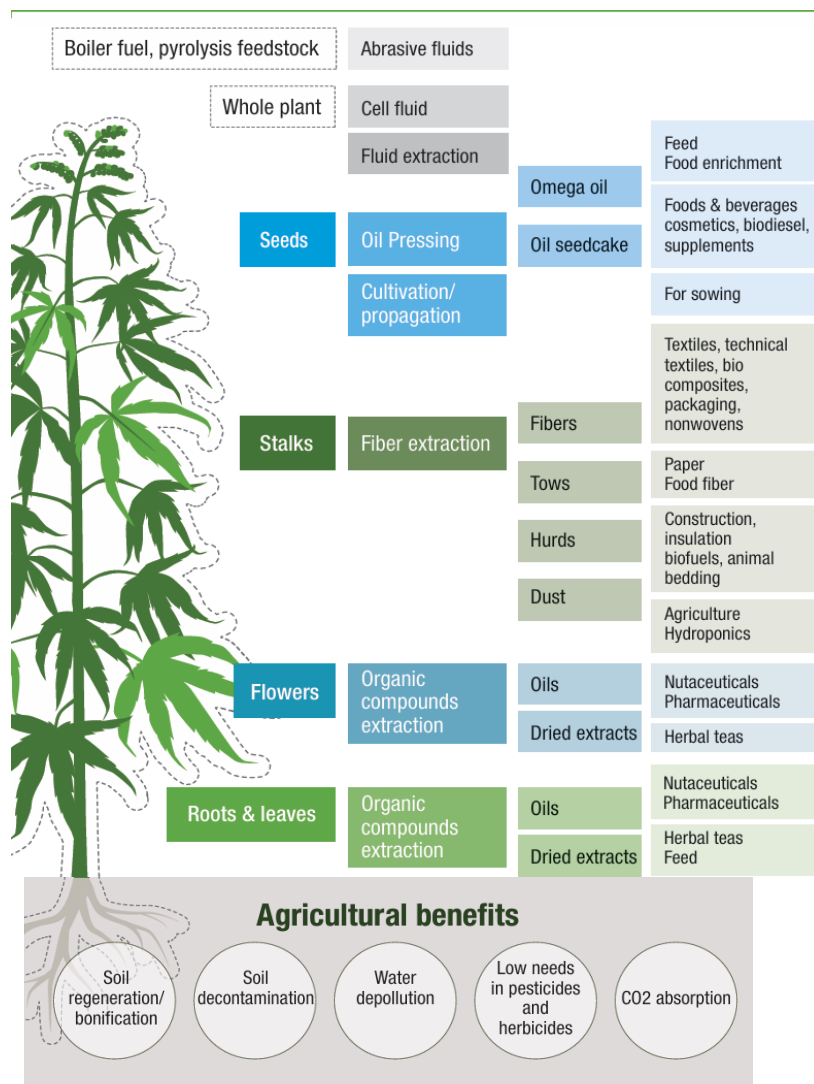 Boiler fuel, pyrolysis feedstock
Abrasive fluids
Whole plant
Cell fluid
Fluid extraction
Seeds
Oil Pressing
Cultivation/
propagation
Omega oil
Oil seedcake
Feed
Food enrichment
Foods & beverages
cosmetics, biodiesel,
supplements
For sowing
Stalks
Fiber extraction
Fibers
Tows
Hurds
Dust
Textiles, technical
textiles, bio
composites,
packaging,
nonwovens
Paper
Food fiber
Construction,
insulation
biofuels, animal
bedding
Agriculture
Hydroponics
Flowers
Organic
compounds
extraction
Oils
Dried extracts
Nutaceuticals
Pharmaceuticals
Herbal teas
Roots & leaves
Organic
compounds
extraction
Oils
Dried extracts
Nutaceuticals
Pharmaceuticals
Herbal teas
Feed
Agricultural benefits
Soil
regeneration/
bonification
Soil
decontamination
Water
depollution
Low needs
in pesticides
and
herbicides
CO2 absorption